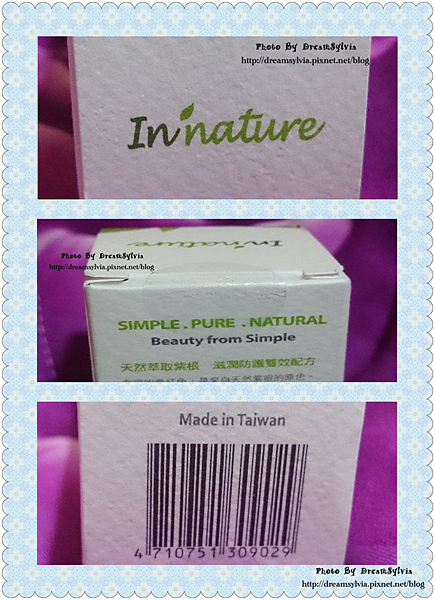 Photo By DreamSylvia
http://dreamsylvia.pixnet.net/blog
In'nature
In'nature
Photo By DreamSylvia
http://dreamsylvia.pixnet.net/blog
SIMPLE . PURE . NATURAL
Beauty from Simple
天然萃取紫根 滋潤防護雙效配方
Made in Taiwan
4 710751 309029
Photo By DreamSylvia
http://dreamsylvia.pixnet.net/blog